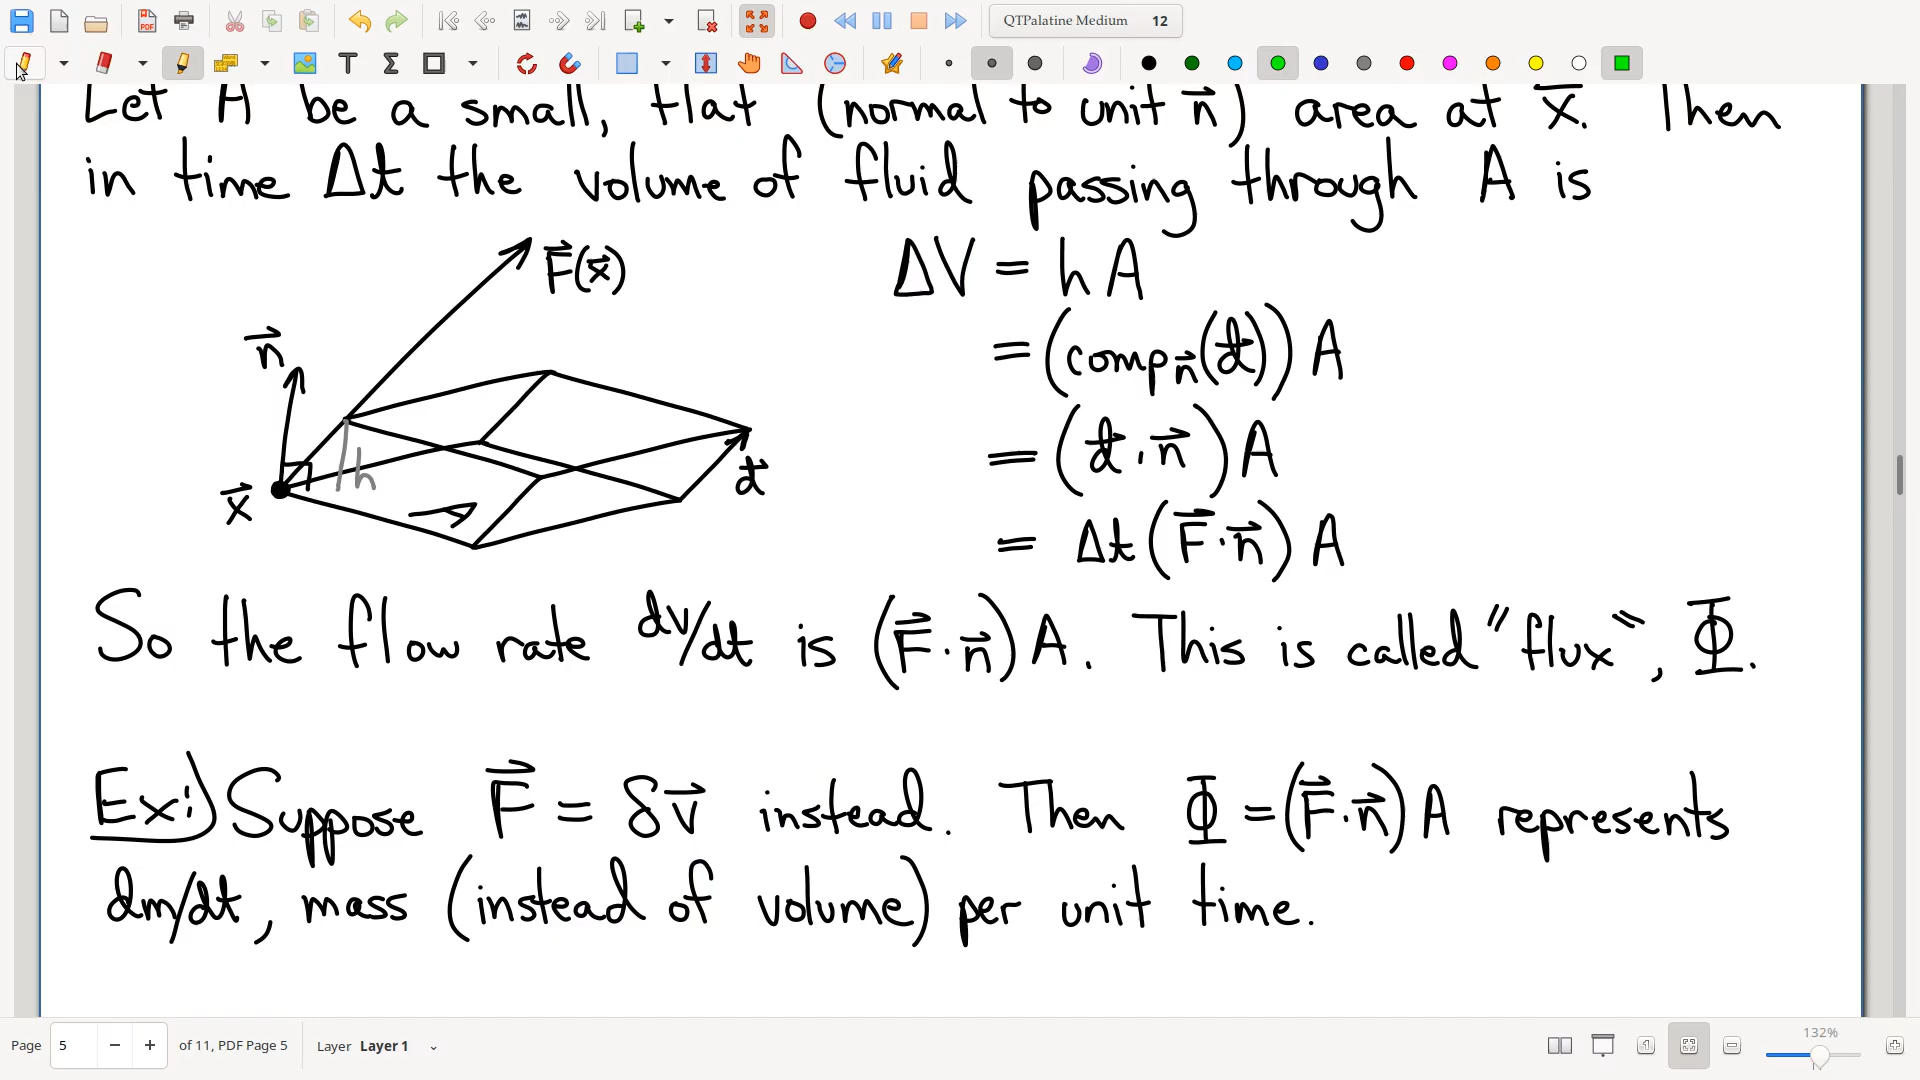 QTPalatine Medium 12
Let A be a small, flat (normal to unit n⃗) area at x⃗. Then
in time Δt the volume of fluid passing through A is
F⃗(x⃗)
ΔV = hA
n⃗
= (comp_n⃗(d⃗)) A
= (d⃗·n⃗) A
h
d⃗
x⃗
A
= Δt (F⃗·n⃗) A
So the flow rate dV/dt is (F⃗·n⃗) A. This is called "flux", Φ.
Ex:) Suppose F⃗ = δv⃗ instead. Then Φ = (F⃗·n⃗) A represents
dm/dt, mass (instead of volume) per unit time.
Page 5 of 11, PDF Page 5 Layer Layer 1 132%